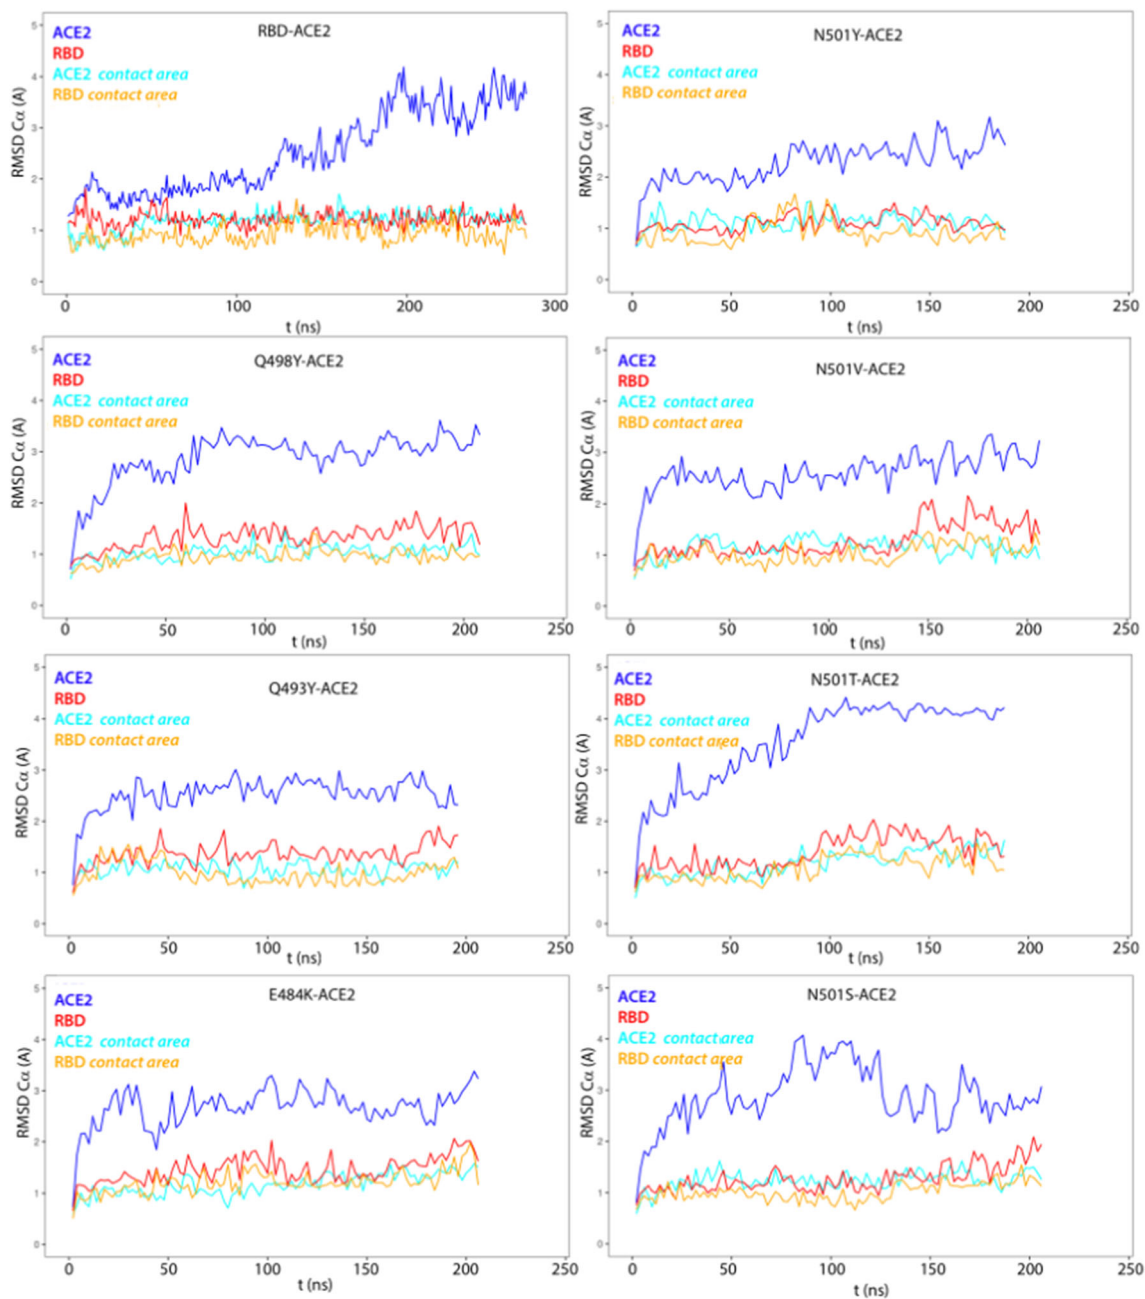 RBD-ACE2
ACE2
RBD
ACE2 contact area
RBD contact area
RMSD Cα (A)
5
4
3
2
1
0
0 100 200 300
t (ns)
N501Y-ACE2
ACE2
RBD
ACE2 contact area
RBD contact area
RMSD Cα (A)
5
4
3
2
1
0
0 50 100 150 200 250
t (ns)
Q498Y-ACE2
ACE2
RBD
ACE2 contact area
RBD contact area
RMSD Cα (A)
5
4
3
2
1
0
0 50 100 150 200 250
t (ns)
N501V-ACE2
ACE2
RBD
ACE2 contact area
RBD contact area
RMSD Cα (A)
5
4
3
2
1
0
0 50 100 150 200 250
t (ns)
Q493Y-ACE2
ACE2
RBD
ACE2 contact area
RBD contact area
RMSD Cα (A)
5
4
3
2
1
0
0 50 100 150 200 250
t (ns)
N501T-ACE2
ACE2
RBD
ACE2 contact area
RBD contact area
RMSD Cα (A)
5
4
3
2
1
0
0 50 100 150 200 250
t (ns)
E484K-ACE2
ACE2
RBD
ACE2 contact area
RBD contact area
RMSD Cα (A)
5
4
3
2
1
0
0 50 100 150 200 250
t (ns)
N501S-ACE2
ACE2
RBD
ACE2 contact area
RBD contact area
RMSD Cα (A)
5
4
3
2
1
0
0 50 100 150 200 250
t (ns)